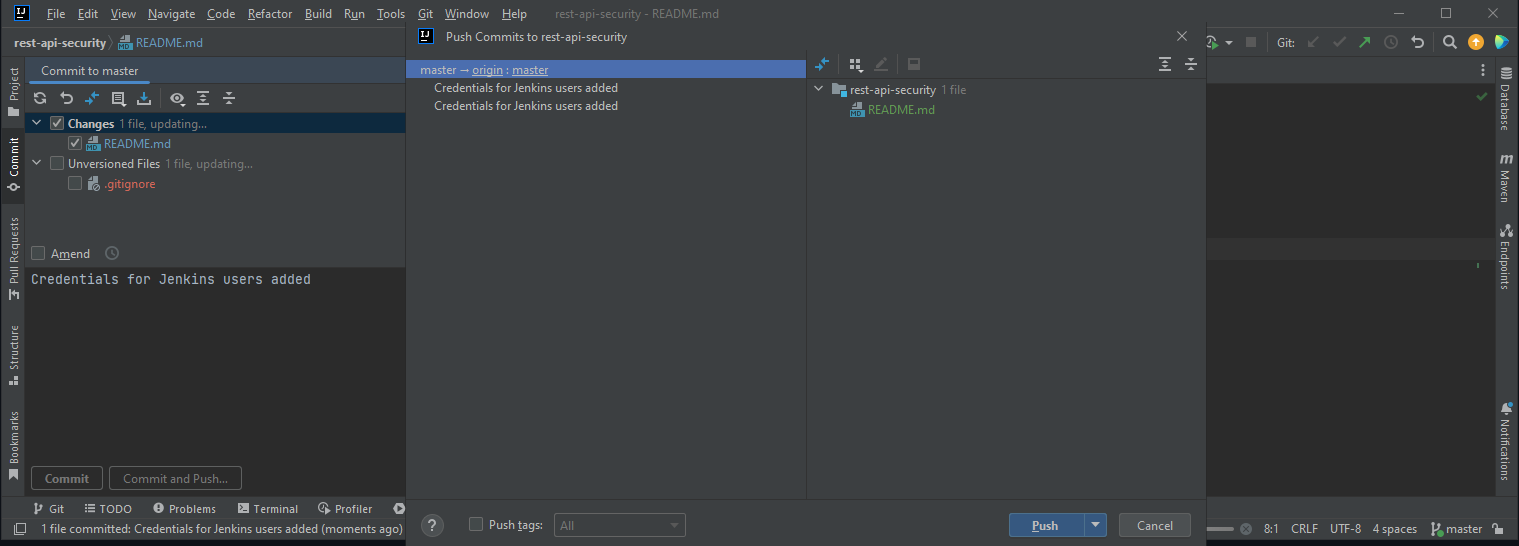 File Edit View Navigate Code Refactor Build Run Tools Git Window Help rest-api-security - README.md
rest-api-security README.md
Git:
Project
Commit
Pull Requests
Structure
Bookmarks
Commit to master
Changes 1 file, updating...
README.md
Unversioned Files 1 file, updating...
.gitignore
Amend
Credentials for Jenkins users added
Commit Commit and Push...
Push Commits to rest-api-security
master → origin : master
Credentials for Jenkins users added
Credentials for Jenkins users added
rest-api-security 1 file
README.md
? Push tags: All
Push Cancel
Database
m Maven
Endpoints
Notifications
Git TODO Problems Terminal Profiler
1 file committed: Credentials for Jenkins users added (moments ago) 8:1 CRLF UTF-8 4 spaces master